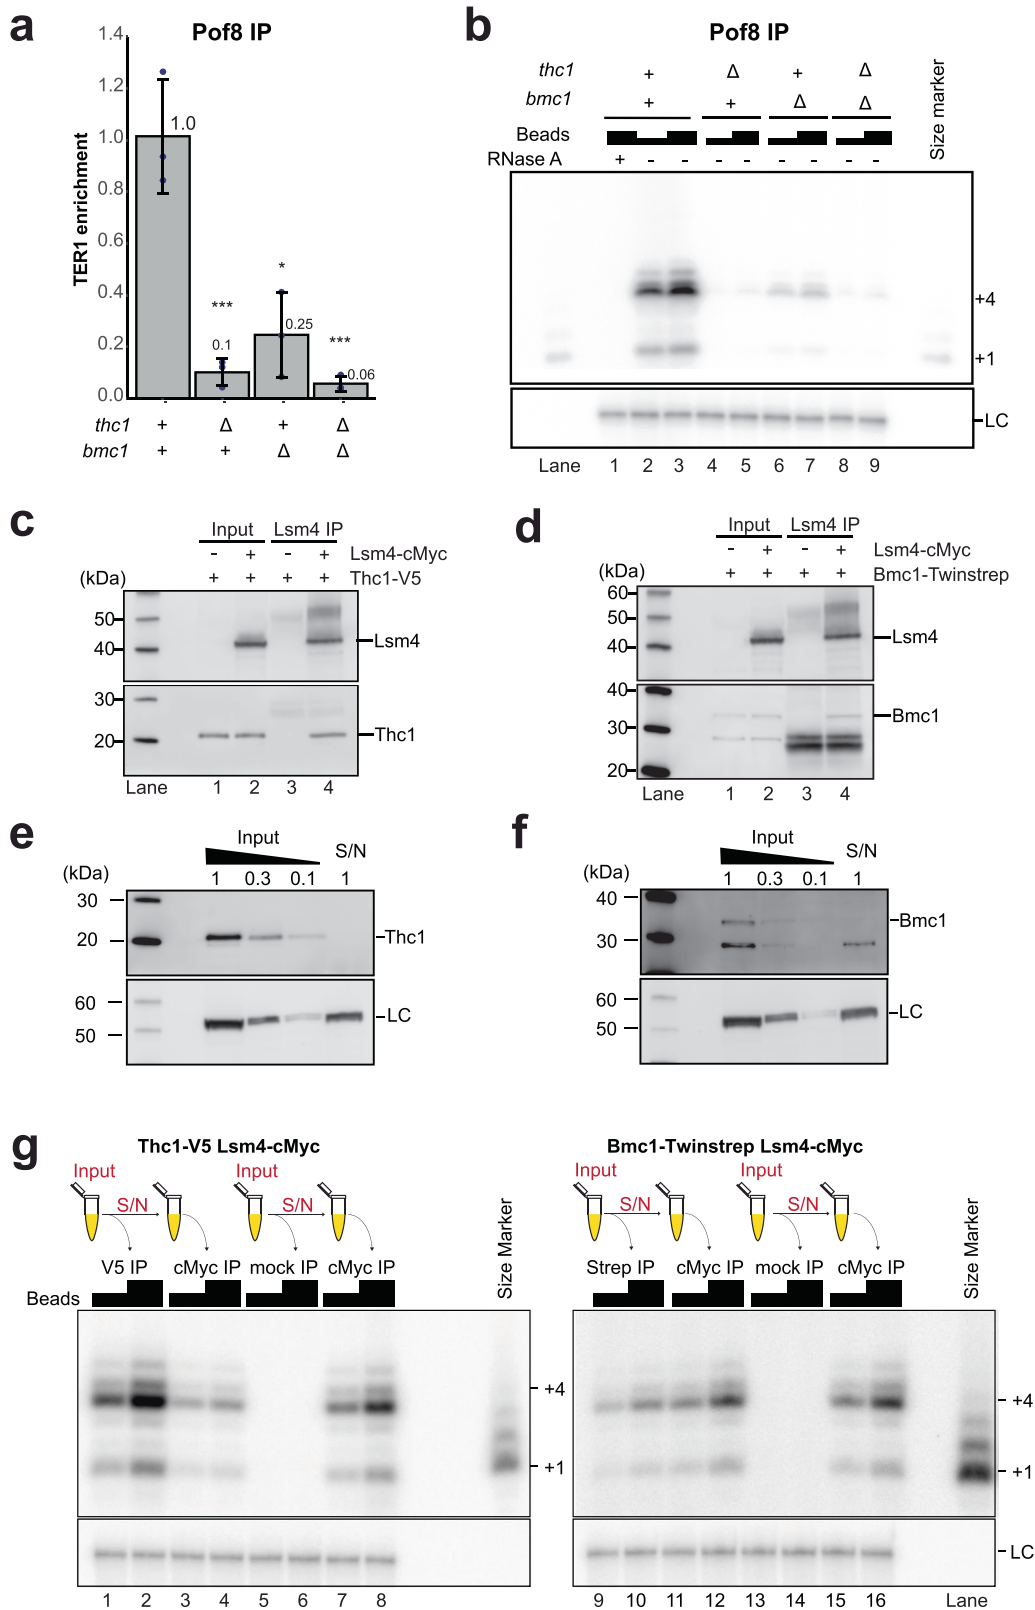 a
Pof8 IP
1.4
1.2
1.0
0.8
0.6
0.4
0.2
0.0
TER1 enrichment
1.0
***
0.1
*
0.25
***
0.06
thc1 + Δ + Δ
bmc1 + + Δ Δ
b
Pof8 IP
thc1 + Δ + Δ
bmc1 + + Δ Δ
Beads
RNase A + - - - - - - - -
Size marker
+4
+1
LC
Lane 1 2 3 4 5 6 7 8 9
c
Input Lsm4 IP
- + - + Lsm4-cMyc
(kDa) + + + + Thc1-V5
50
40
Lsm4
30
20
Thc1
Lane 1 2 3 4
d
Input Lsm4 IP
- + - + Lsm4-cMyc
(kDa) + + + + Bmc1-Twinstrep
60
50
40
Lsm4
40
30
20
Bmc1
Lane 1 2 3 4
e
Input S/N
(kDa) 1 0.3 0.1 1
30
20
Thc1
60
50
LC
f
Input S/N
(kDa) 1 0.3 0.1 1
40
30
Bmc1
60
50
LC
g
Thc1-V5 Lsm4-cMyc
Input Input
S/N S/N
V5 IP cMyc IP mock IP cMyc IP
Beads
Size Marker
+4
+1
1 2 3 4 5 6 7 8
Bmc1-Twinstrep Lsm4-cMyc
Input Input
S/N S/N
Strep IP cMyc IP mock IP cMyc IP
Size Marker
+4
+1
LC
9 10 11 12 13 14 15 16 Lane